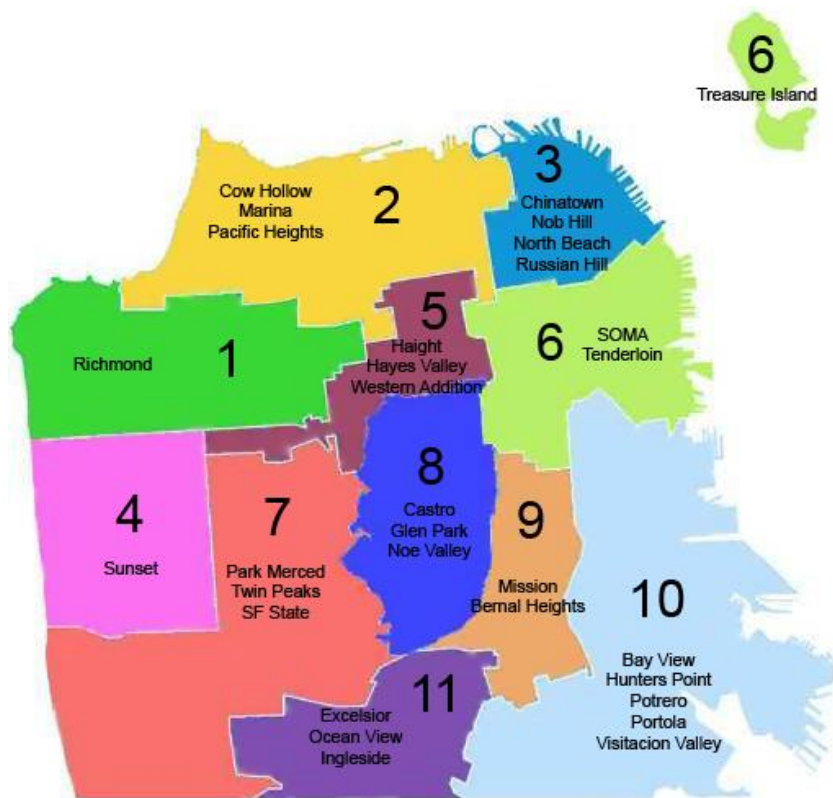 6
Treasure Island
3
Chinatown
Nob Hill
North Beach
Russian Hill
2
Cow Hollow
Marina
Pacific Heights
5
Haight
Hayes Valley
Western Addition
6
SOMA
Tenderloin
1
Richmond
8
Castro
Glen Park
Noe Valley
4
Sunset
7
Park Merced
Twin Peaks
SF State
9
Mission
Bernal Heights
10
Bay View
Hunters Point
Potrero
Portola
Visitacion Valley
11
Excelsior
Ocean View
Ingleside